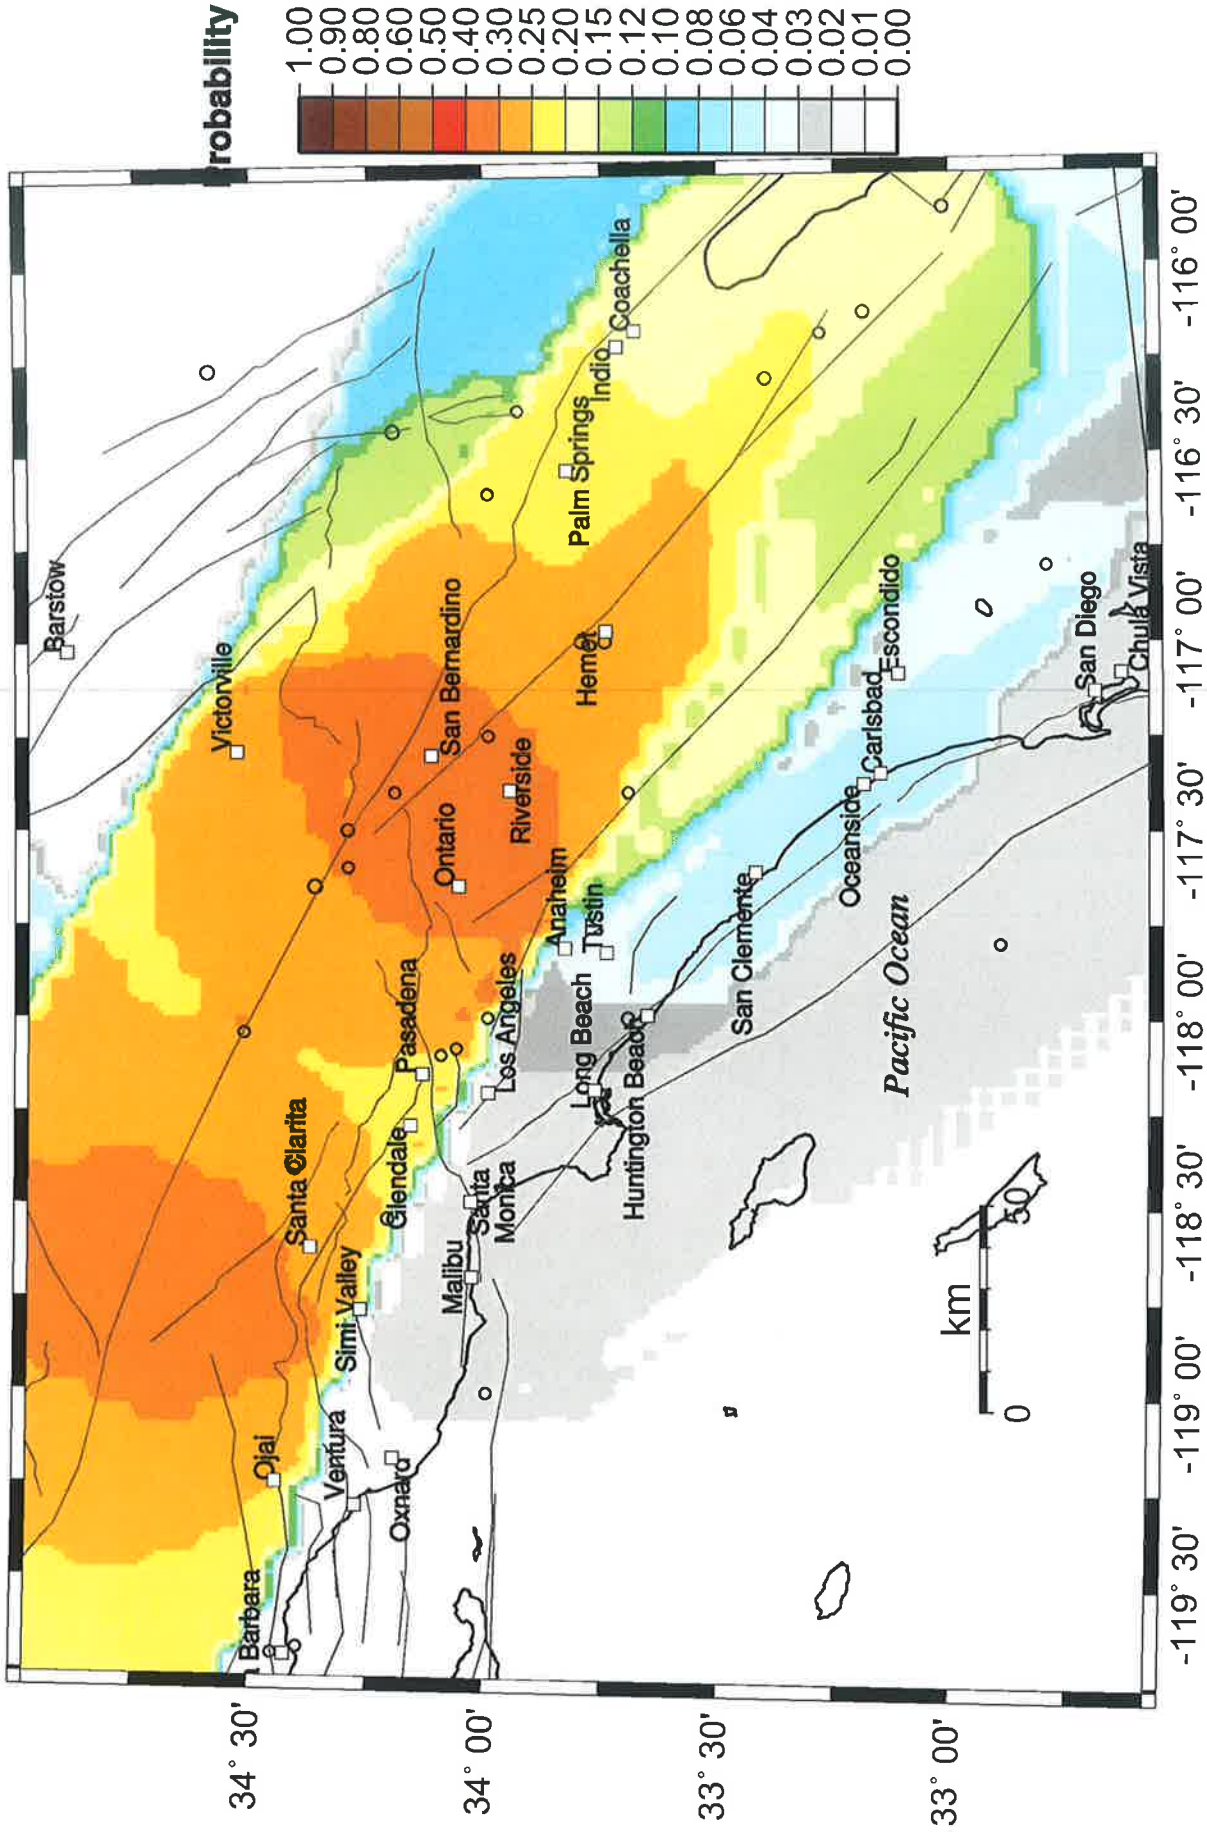 robability
1.00
0.90
0.80
0.60
0.50
0.40
0.30
0.25
0.20
0.15
0.12
0.10
0.08
0.06
0.04
0.03
0.02
0.01
0.00
Barstow
Victorville
Barbara
Ojai
Santa Clarita
Ventura
Simi Valley
Glendale
Pasadena
Ontario
San Bernardino
Oxnard
Malibu
Santa
Monica
Los Angeles
Riverside
Anaheim
Tustin
Hemet
Palm Springs
Indio
Coachella
Long Beach
Huntington Beach
San Clemente
Oceanside
Carlsbad
Escondido
Pacific Ocean
San Diego
Chula Vista
km
0
50
34° 30'
34° 00'
33° 30'
33° 00'
-119° 30'
-119° 00'
-118° 30'
-118° 00'
-117° 30'
-117° 00'
-116° 30'
-116° 00'